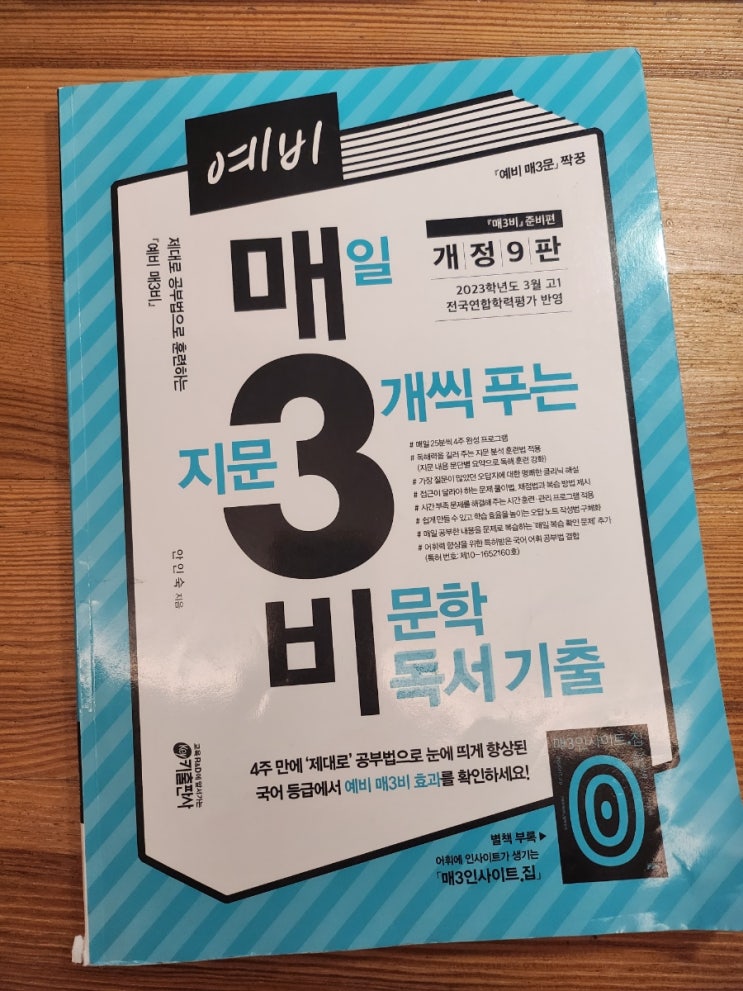 예비
『예비 매3문』 짝꿍
『매3비』 준비편
개정9판
2023학년도 3월 고1
전국연합학력평가 반영
제대로 공부법으로 훈련하는
『예비 매3비』
매일
지문 3개씩 푸는
비문학
독서 기출
# 매일 25분씩 4주 완성 프로그램
# 독해력을 길러 주는 지문 분석 훈련법 적용
(지문 내용 문단별 요약으로 독해 훈련 강화)
# 가장 질문이 많았던 오답지에 대한 명쾌한 클리닉 해설
# 접근이 달라야 하는 문제 풀이법, 채점법과 복습 방법 제시
# 시간 부족 문제를 해결해 주는 시간 훈련·관리 프로그램 적용
# 쉽게 만들 수 있고 학습 효율을 높이는 오답 노트 작성법 구체화
# 매일 공부한 내용을 문제로 복습하는 '매일 복습 확인 문제' 추가
# 어휘력 향상을 위한 특허받은 국어 어휘 공부법 결합
(특허 번호: 제10-1652160호)
안인숙 지음
교육 R&D에 앞서가는
Key 키출판사
4주 만에 '제대로' 공부법으로 눈에 띄게 향상된
국어 등급에서 예비 매3비 효과를 확인하세요!
매3인사이트.집
별책 부록 ▶
어휘에 인사이트가 생기는
『매3인사이트.집』